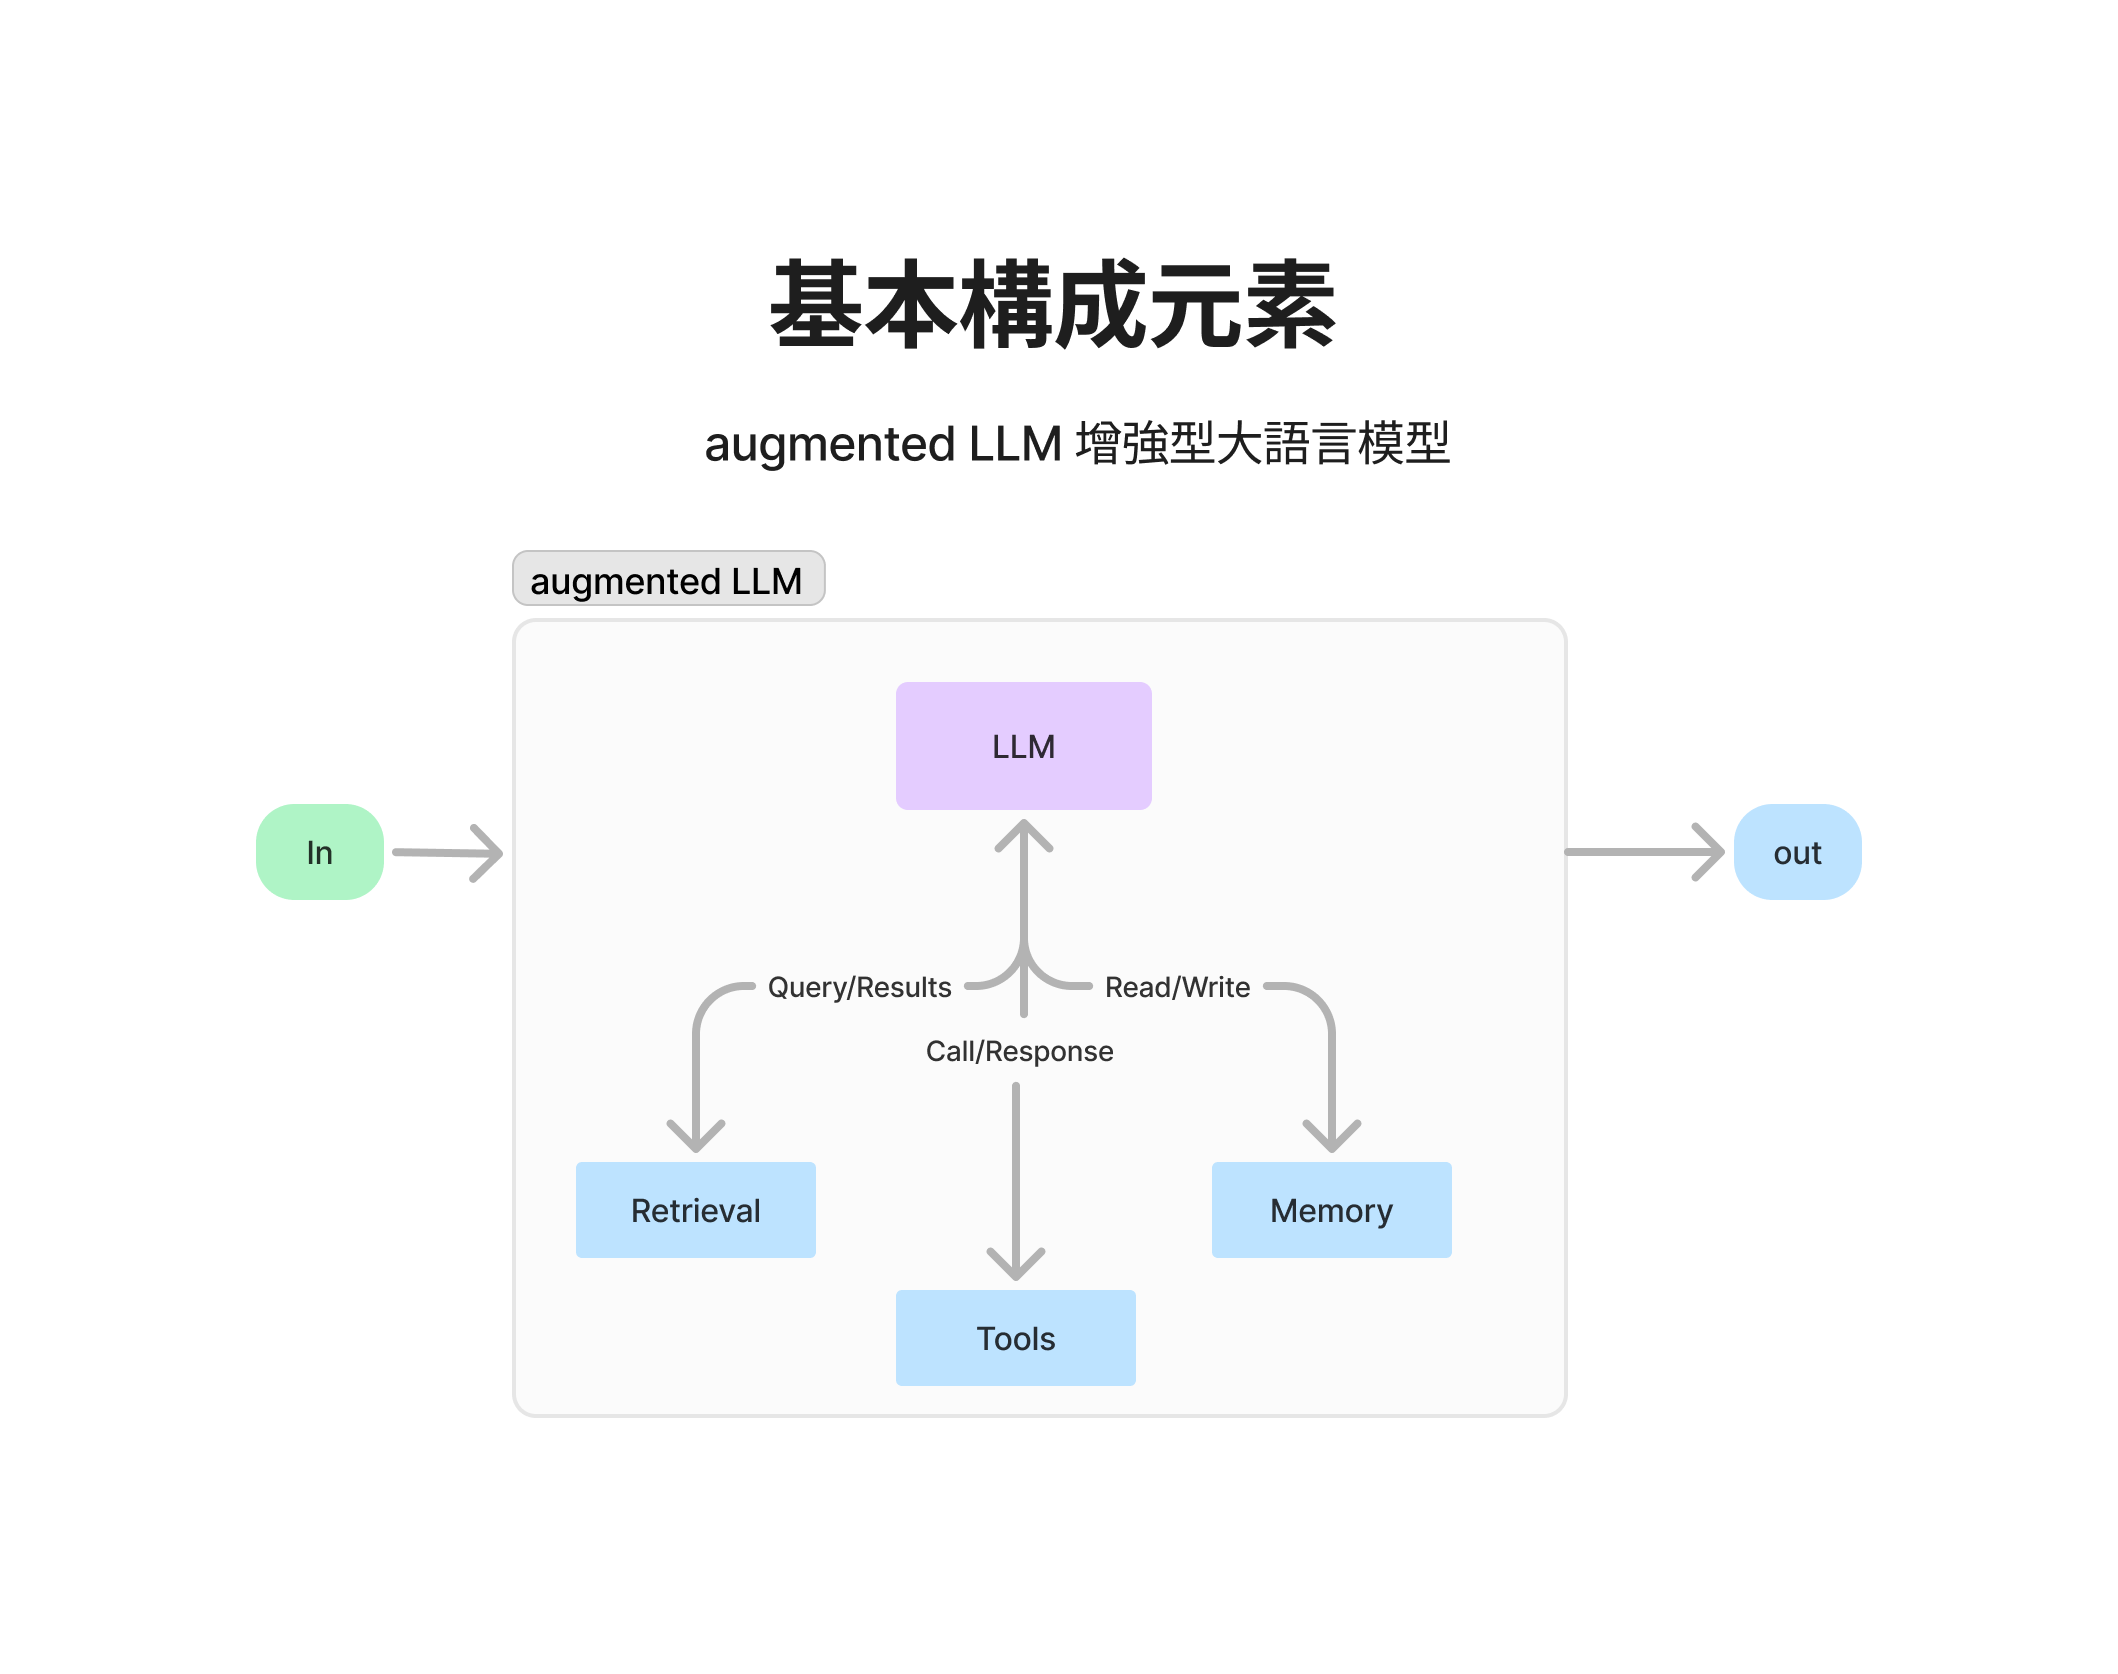 基本構成元素
augmented LLM 增強型大語言模型
augmented LLM
LLM
In
out
Query/Results
Read/Write
Call/Response
Retrieval
Memory
Tools